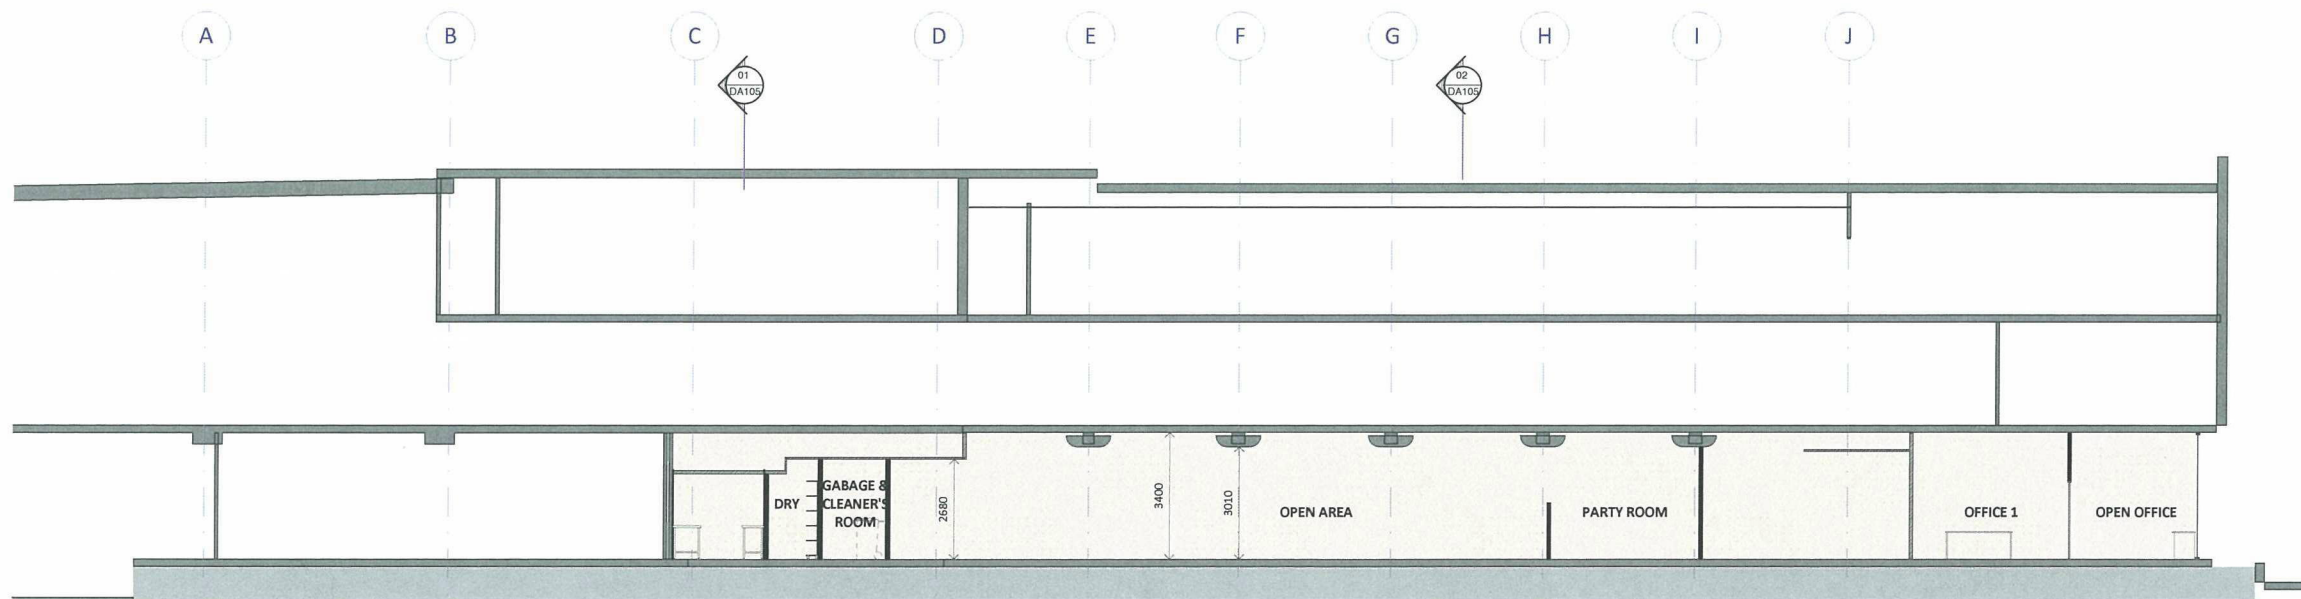 A B C D E F G H I J
01
DA105
02
DA105
DRY
GABAGE &
CLEANER'S
ROOM
2680
3400
3010
OPEN AREA
PARTY ROOM
OFFICE 1
OPEN OFFICE